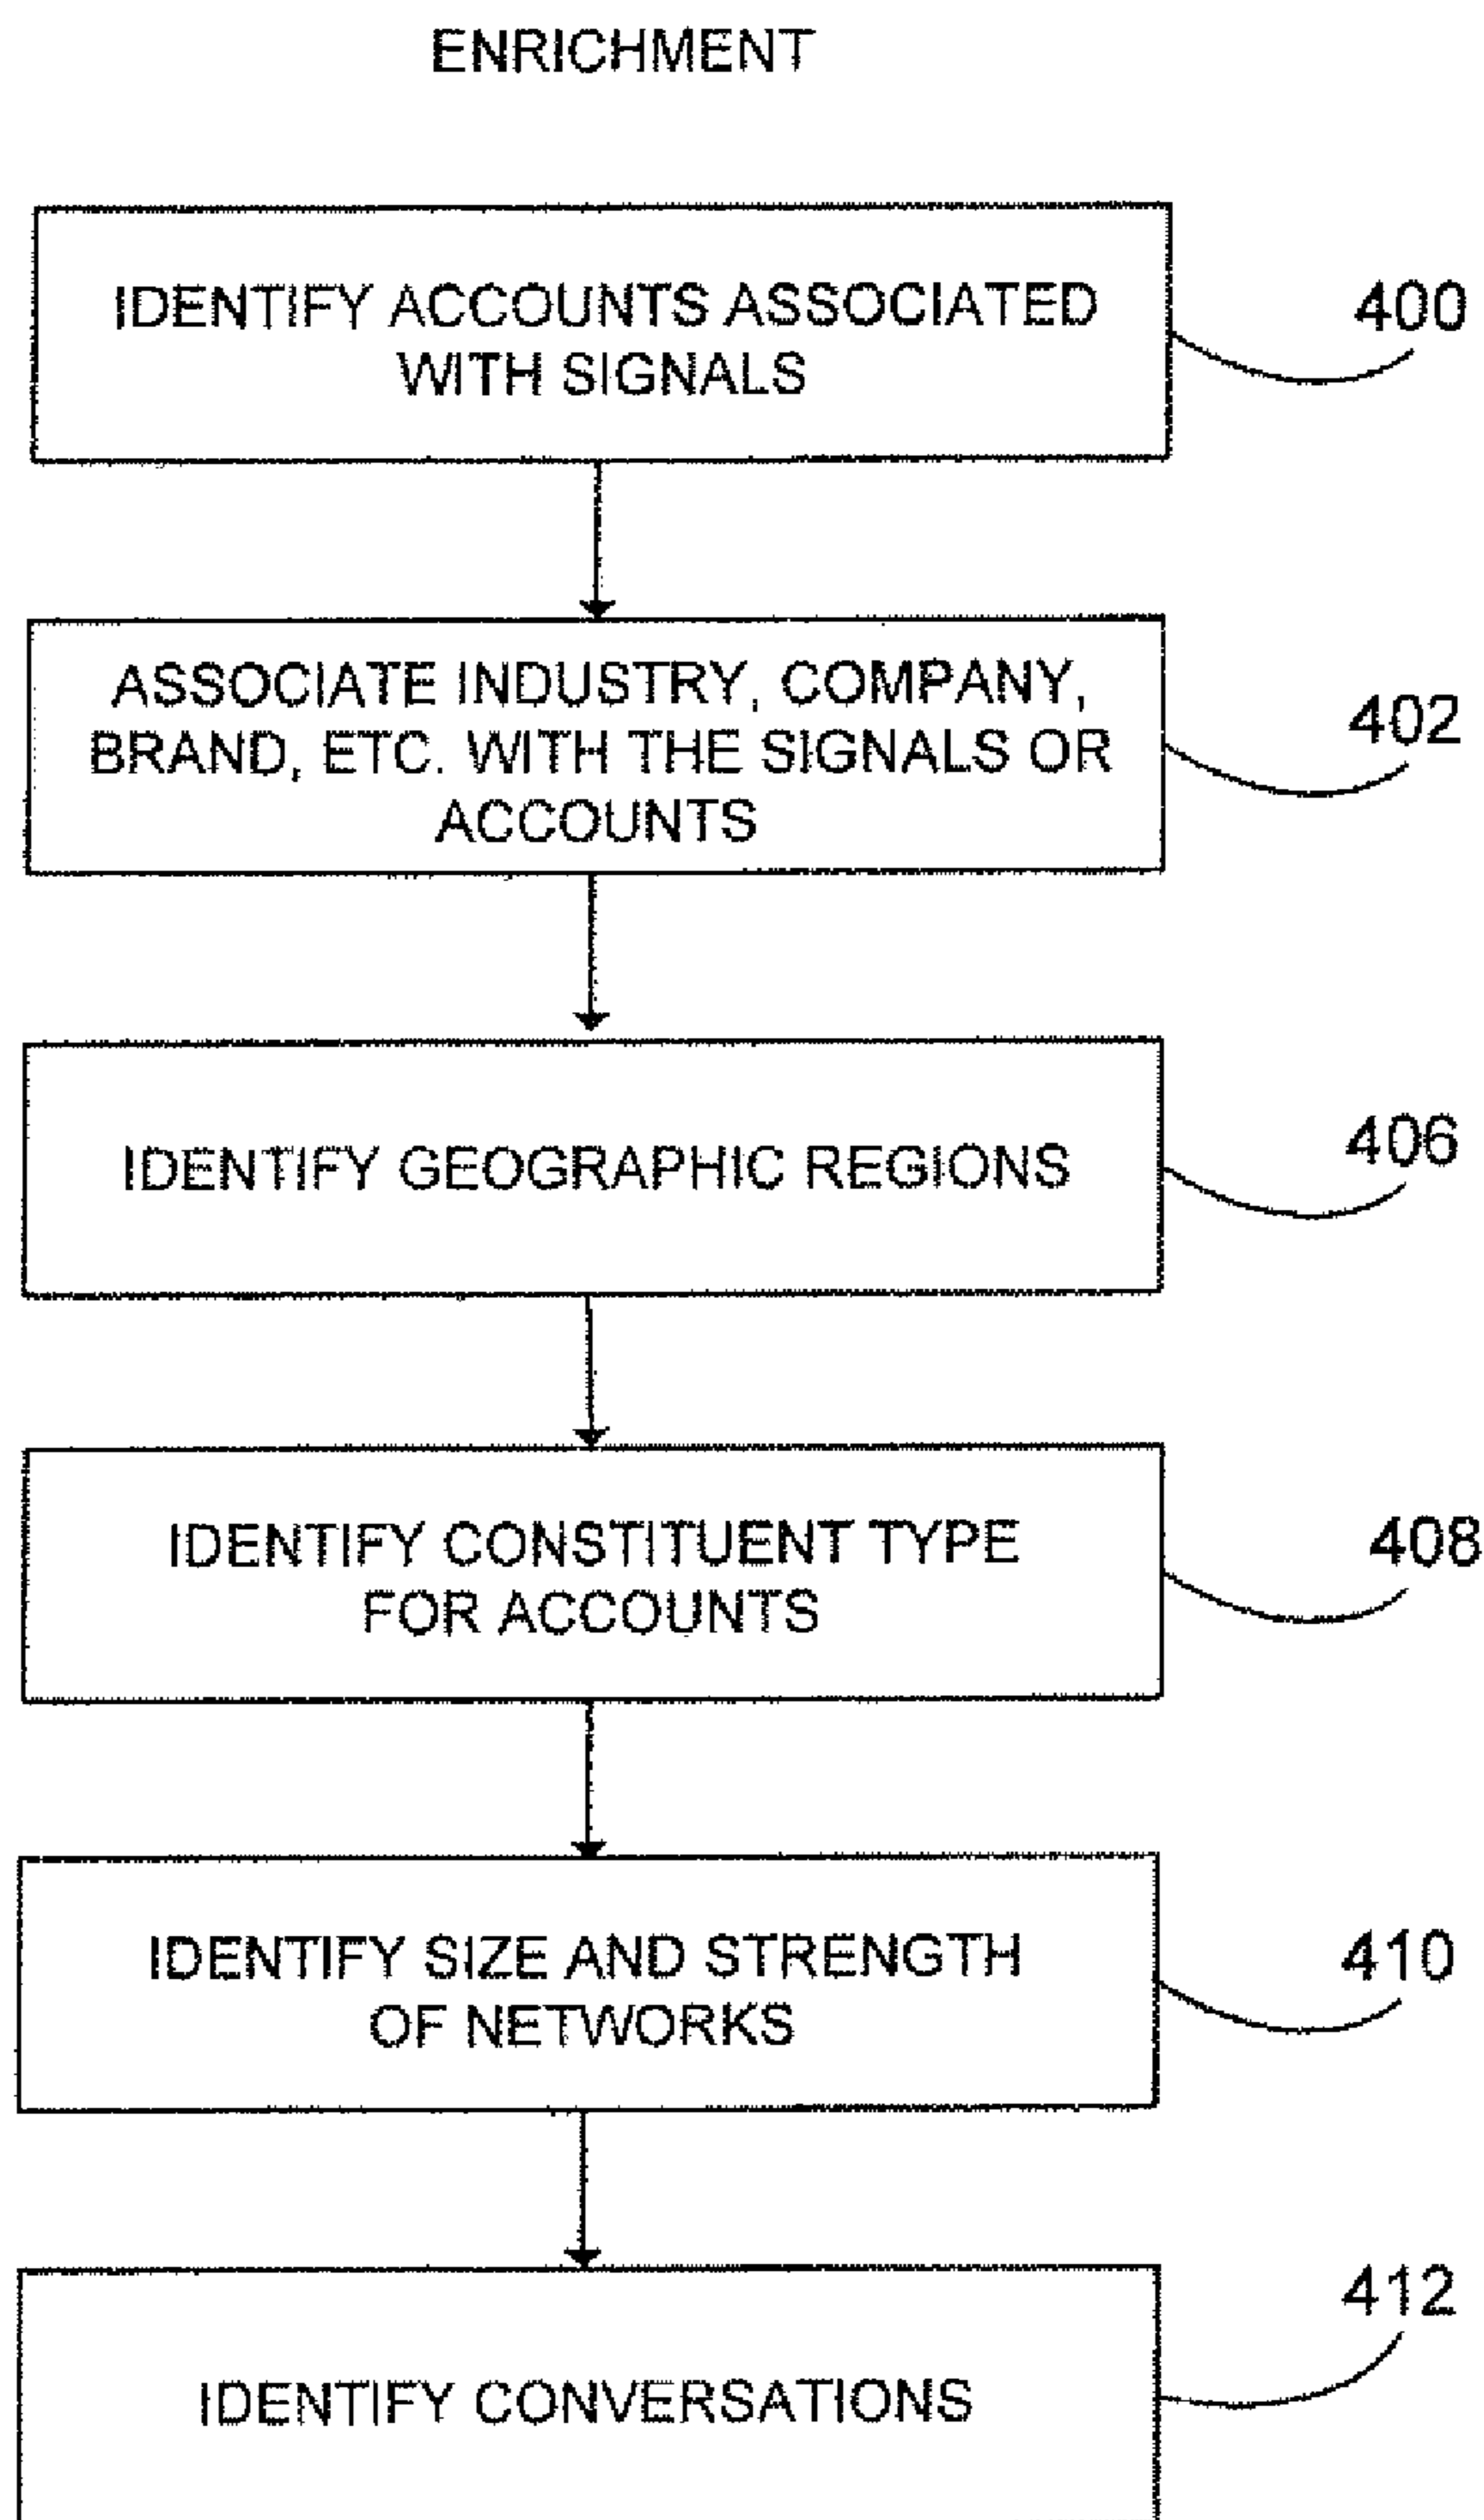 ENRICHMENT
IDENTIFY ACCOUNTS ASSOCIATED
WITH SIGNALS
400
ASSOCIATE INDUSTRY, COMPANY,
BRAND, ETC. WITH THE SIGNALS OR
ACCOUNTS
402
IDENTIFY GEOGRAPHIC REGIONS
406
IDENTIFY CONSTITUENT TYPE
FOR ACCOUNTS
408
IDENTIFY SIZE AND STRENGTH
OF NETWORKS
410
IDENTIFY CONVERSATIONS
412